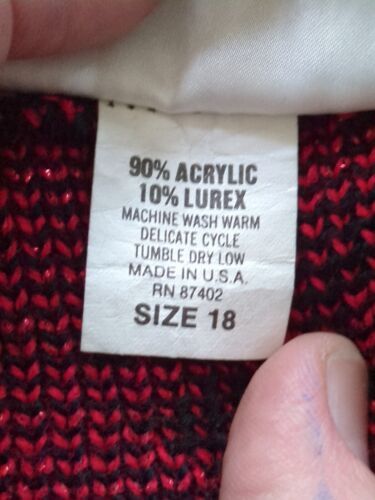 90% ACRYLIC
10% LUREX
MACHINE WASH WARM
DELICATE CYCLE
TUMBLE DRY LOW
MADE IN U.S.A.
RN 87402
SIZE 18